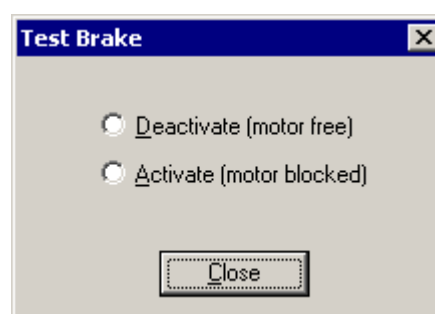 Test Brake
Deactivate (motor free)
Activate (motor blocked)
Close